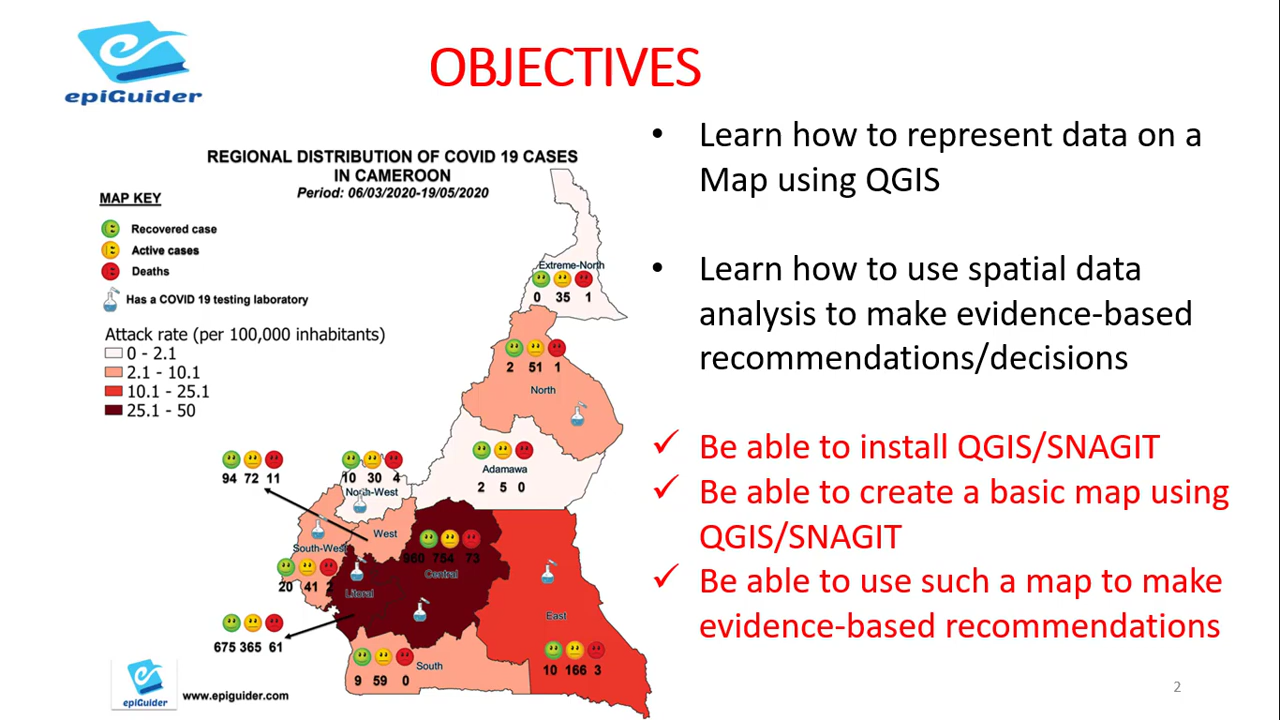 epiGuider
OBJECTIVES
REGIONAL DISTRIBUTION OF COVID 19 CASES
IN CAMEROON
Period: 06/03/2020-19/05/2020
MAP KEY
Recovered case
Active cases
Deaths
Has a COVID 19 testing laboratory
Attack rate (per 100,000 inhabitants)
0 - 2.1
2.1 - 10.1
10.1 - 25.1
25.1 - 50
Extreme-North
0 35 1
2 51 1
North
Adamawa
2 5 0
94 72 11
10 30 4
North-West
West
South-West
20 41 2
Litoral
960 754 73
Central
East
10 166 3
675 365 61
South
9 59 0
epiGuider
www.epiguider.com
• Learn how to represent data on a
Map using QGIS
• Learn how to use spatial data
analysis to make evidence-based
recommendations/decisions
✓ Be able to install QGIS/SNAGIT
✓ Be able to create a basic map using
QGIS/SNAGIT
✓ Be able to use such a map to make
evidence-based recommendations
2